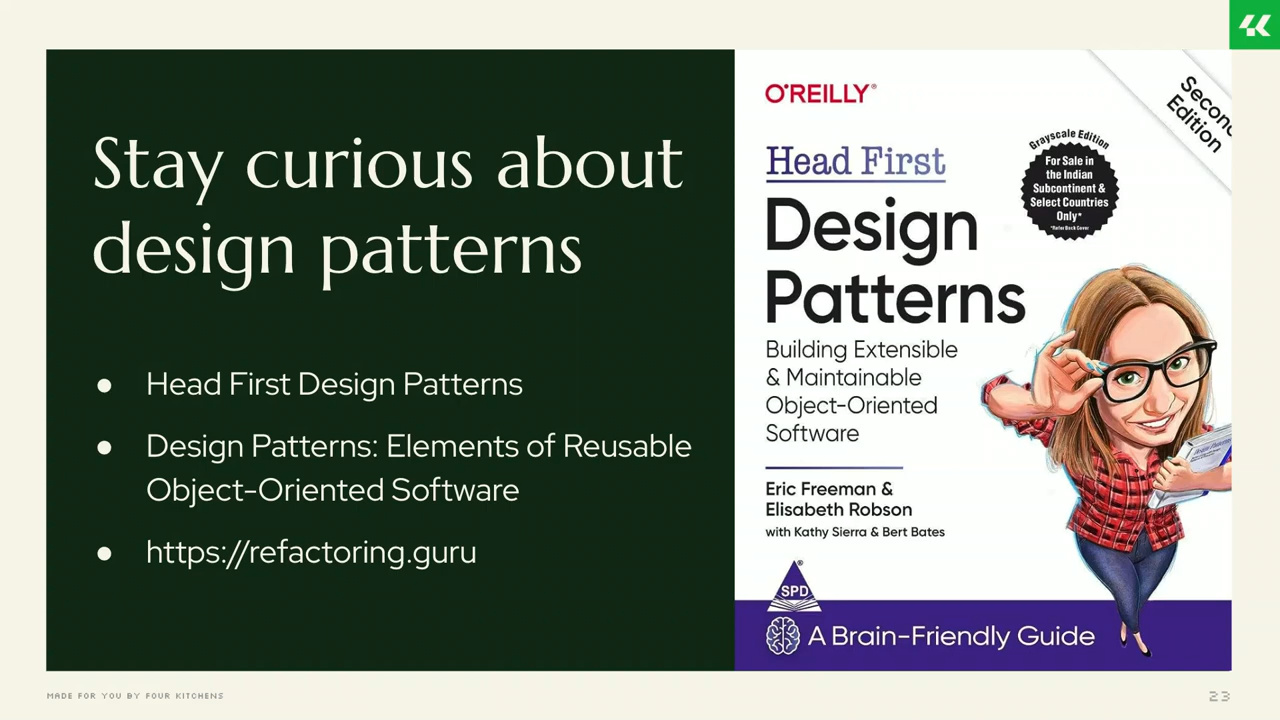 Stay curious about
design patterns
● Head First Design Patterns
● Design Patterns: Elements of Reusable
Object-Oriented Software
● https://refactoring.guru
O'REILLY®
Second
Edition
Grayscale Edition
For Sale in
the Indian
Subcontinent &
Select Countries
Only*
*Refer Back Cover
Head First
Design
Patterns
Building Extensible
& Maintainable
Object-Oriented
Software
Eric Freeman &
Elisabeth Robson
with Kathy Sierra & Bert Bates
SPD®
A Brain-Friendly Guide
MADE FOR YOU BY FOUR KITCHENS
23